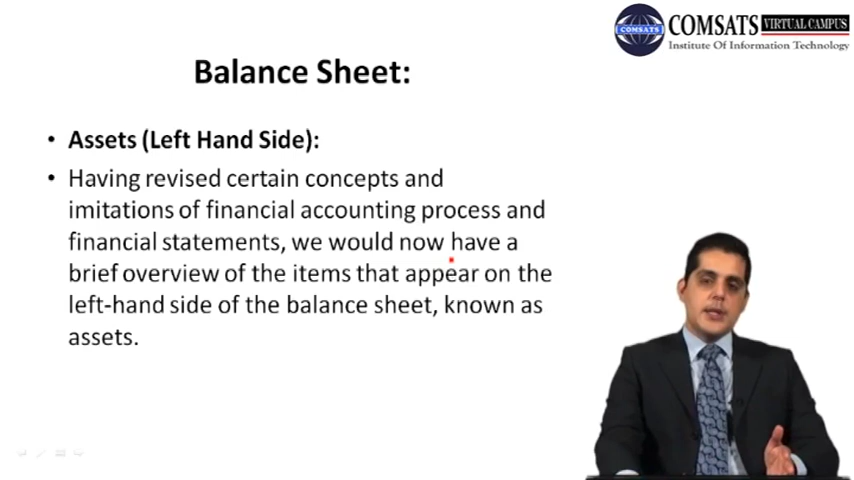 COMSATS VIRTUAL CAMPUS
COMSATS
Institute Of Information Technology
Balance Sheet:
• Assets (Left Hand Side):
• Having revised certain concepts and
imitations of financial accounting process and
financial statements, we would now have a
brief overview of the items that appear on the
left-hand side of the balance sheet, known as
assets.